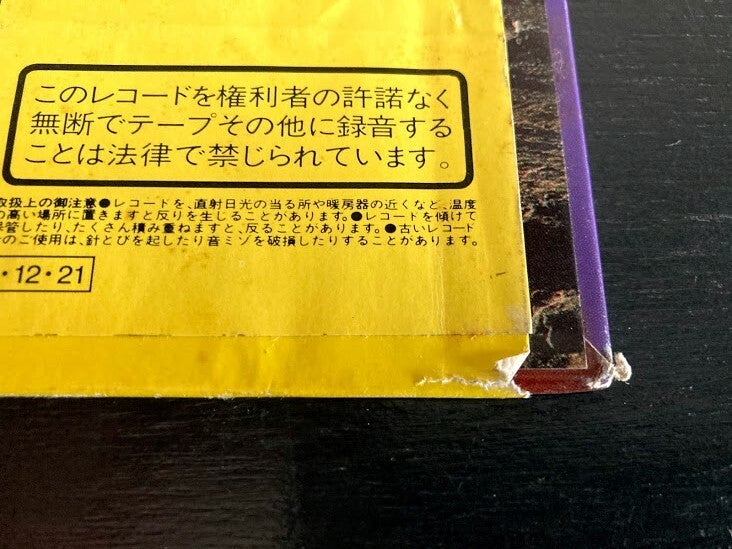 このレコードを権利者の許諾なく
無断でテープその他に録音する
ことは法律で禁じられています。
取扱上の御注意●レコードを、直射日光の当る所や暖房器の近くなど、温度
の高い場所に置きますと反りを生じることがあります。●レコードを傾けて
保管したり、たくさん積み重ねますと、反ることがあります。●古いレコード
のご使用は、針とびを起したり音ミゾを破損したりすることがあります。
・12・21